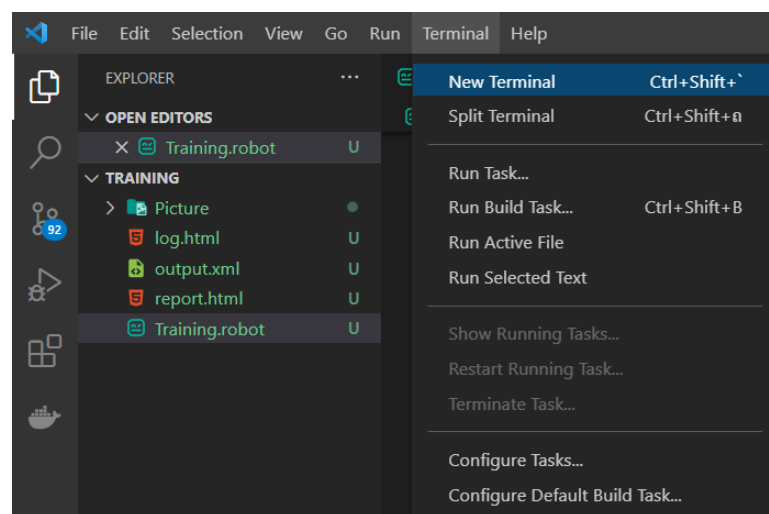 File Edit Selection View Go Run Terminal Help
EXPLORER ...
OPEN EDITORS
Training.robot U
TRAINING
Picture
log.html U
output.xml U
report.html U
Training.robot U
92
New Terminal Ctrl+Shift+`
Split Terminal Ctrl+Shift+ถ
Run Task...
Run Build Task... Ctrl+Shift+B
Run Active File
Run Selected Text
Show Running Tasks...
Restart Running Task...
Terminate Task...
Configure Tasks...
Configure Default Build Task...